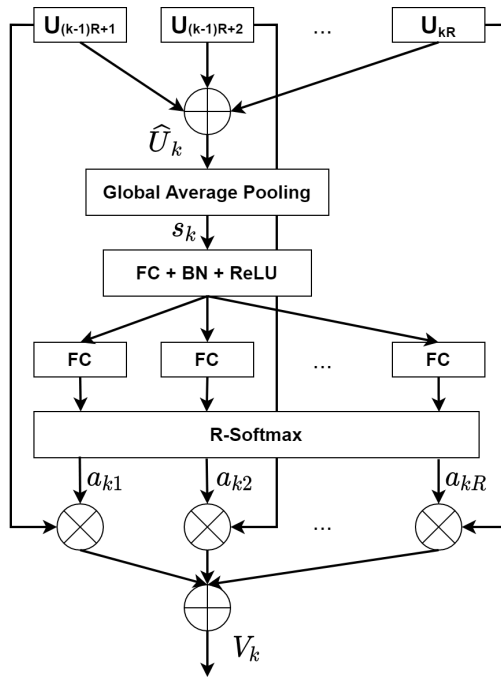 U(k-1)R+1 U(k-1)R+2 ... UkR
Û_k
Global Average Pooling
s_k
FC + BN + ReLU
FC FC ... FC
R-Softmax
a_k1 a_k2 a_kR
...
V_k